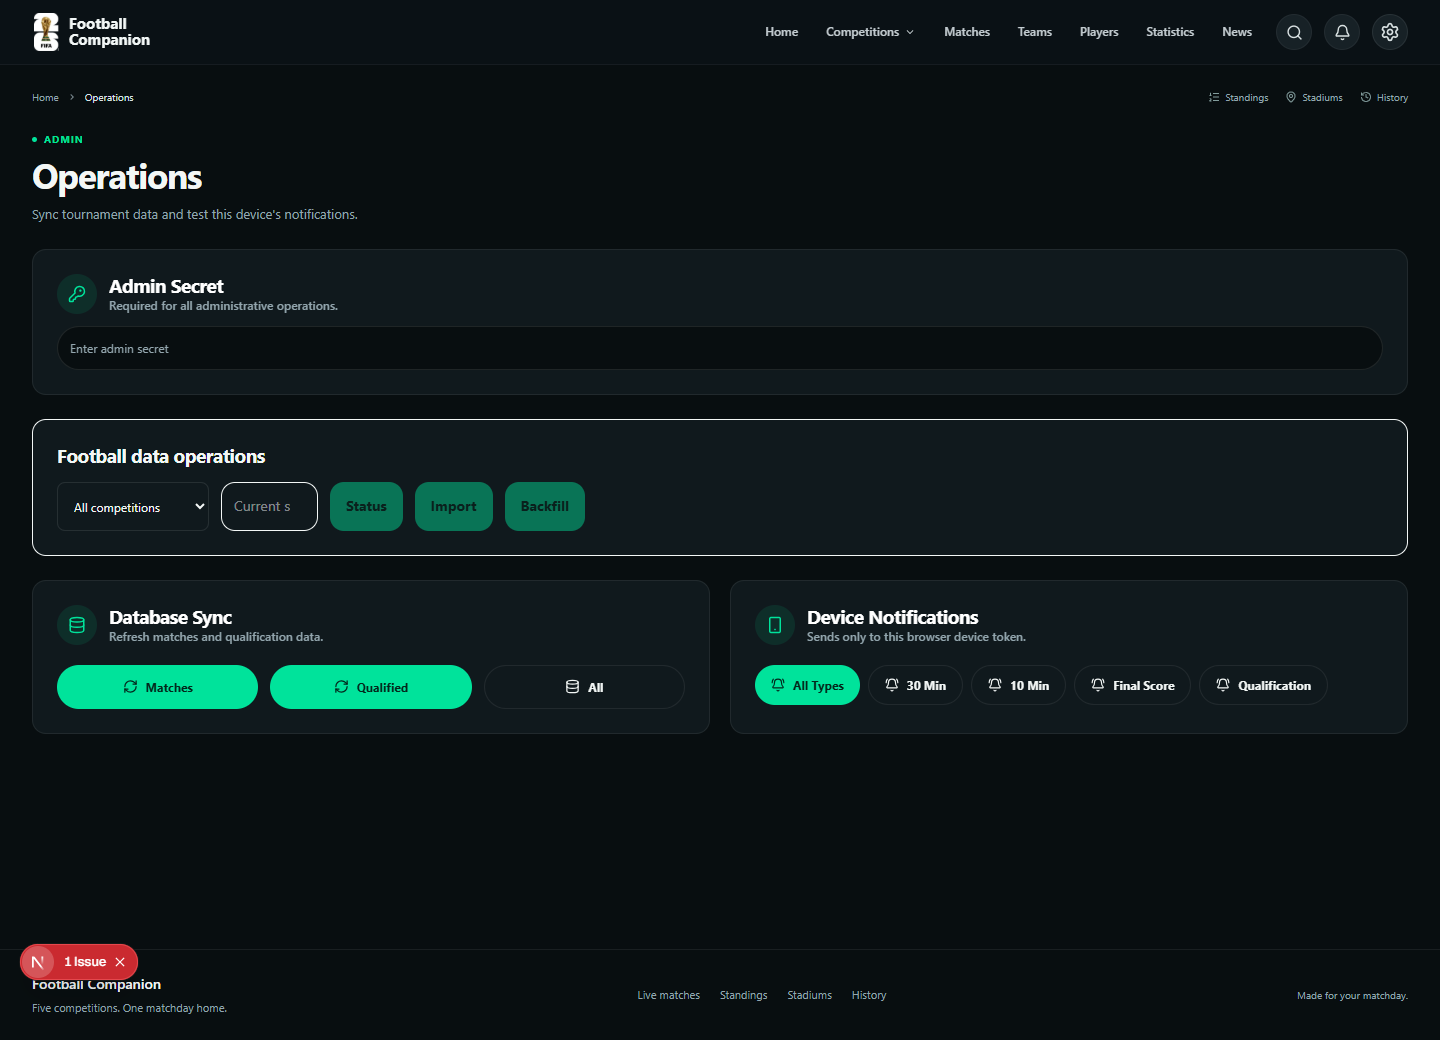 Football
Companion
FIFA
Home
Competitions
Matches
Teams
Players
Statistics
News
Home > Operations
Standings
Stadiums
History
ADMIN
Operations
Sync tournament data and test this device's notifications.
Admin Secret
Required for all administrative operations.
Enter admin secret
Football data operations
All competitions
Current s
Status
Import
Backfill
Database Sync
Refresh matches and qualification data.
Matches
Qualified
All
Device Notifications
Sends only to this browser device token.
All Types
30 Min
10 Min
Final Score
Qualification
N
1 Issue
Football Companion
Five competitions. One matchday home.
Live matches
Standings
Stadiums
History
Made for your matchday.